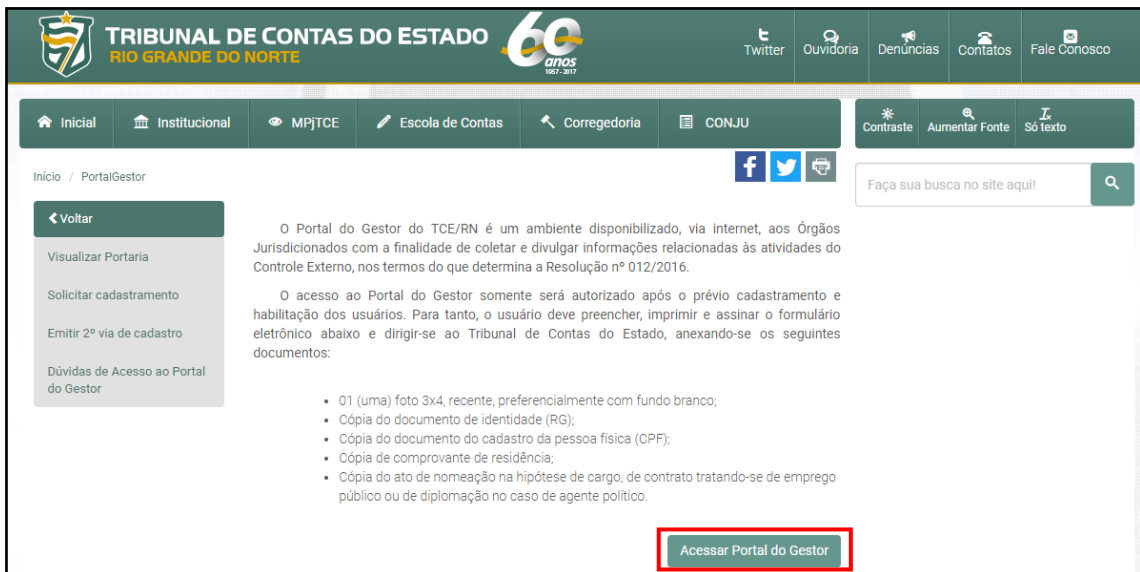 TRIBUNAL DE CONTAS DO ESTADO
RIO GRANDE DO NORTE
60
anos
1957 - 2017
Twitter
Ouvidoria
Denúncias
Contatos
Fale Conosco
Inicial
Institucional
MPjTCE
Escola de Contas
Corregedoria
CONJU
Contraste
Aumentar Fonte
Só texto
Início / PortalGestor
Faça sua busca no site aqui!
Voltar
Visualizar Portaria
Solicitar cadastramento
Emitir 2º via de cadastro
Dúvidas de Acesso ao Portal
do Gestor
O Portal do Gestor do TCE/RN é um ambiente disponibilizado, via internet, aos Órgãos
Jurisdicionados com a finalidade de coletar e divulgar informações relacionadas às atividades do
Controle Externo, nos termos do que determina a Resolução nº 012/2016.
O acesso ao Portal do Gestor somente será autorizado após o prévio cadastramento e
habilitação dos usuários. Para tanto, o usuário deve preencher, imprimir e assinar o formulário
eletrônico abaixo e dirigir-se ao Tribunal de Contas do Estado, anexando-se os seguintes
documentos:
• 01 (uma) foto 3x4, recente, preferencialmente com fundo branco;
• Cópia do documento de identidade (RG);
• Cópia do documento do cadastro da pessoa física (CPF);
• Cópia de comprovante de residência;
• Cópia do ato de nomeação na hipótese de cargo, de contrato tratando-se de emprego
público ou de diplomação no caso de agente político.
Acessar Portal do Gestor